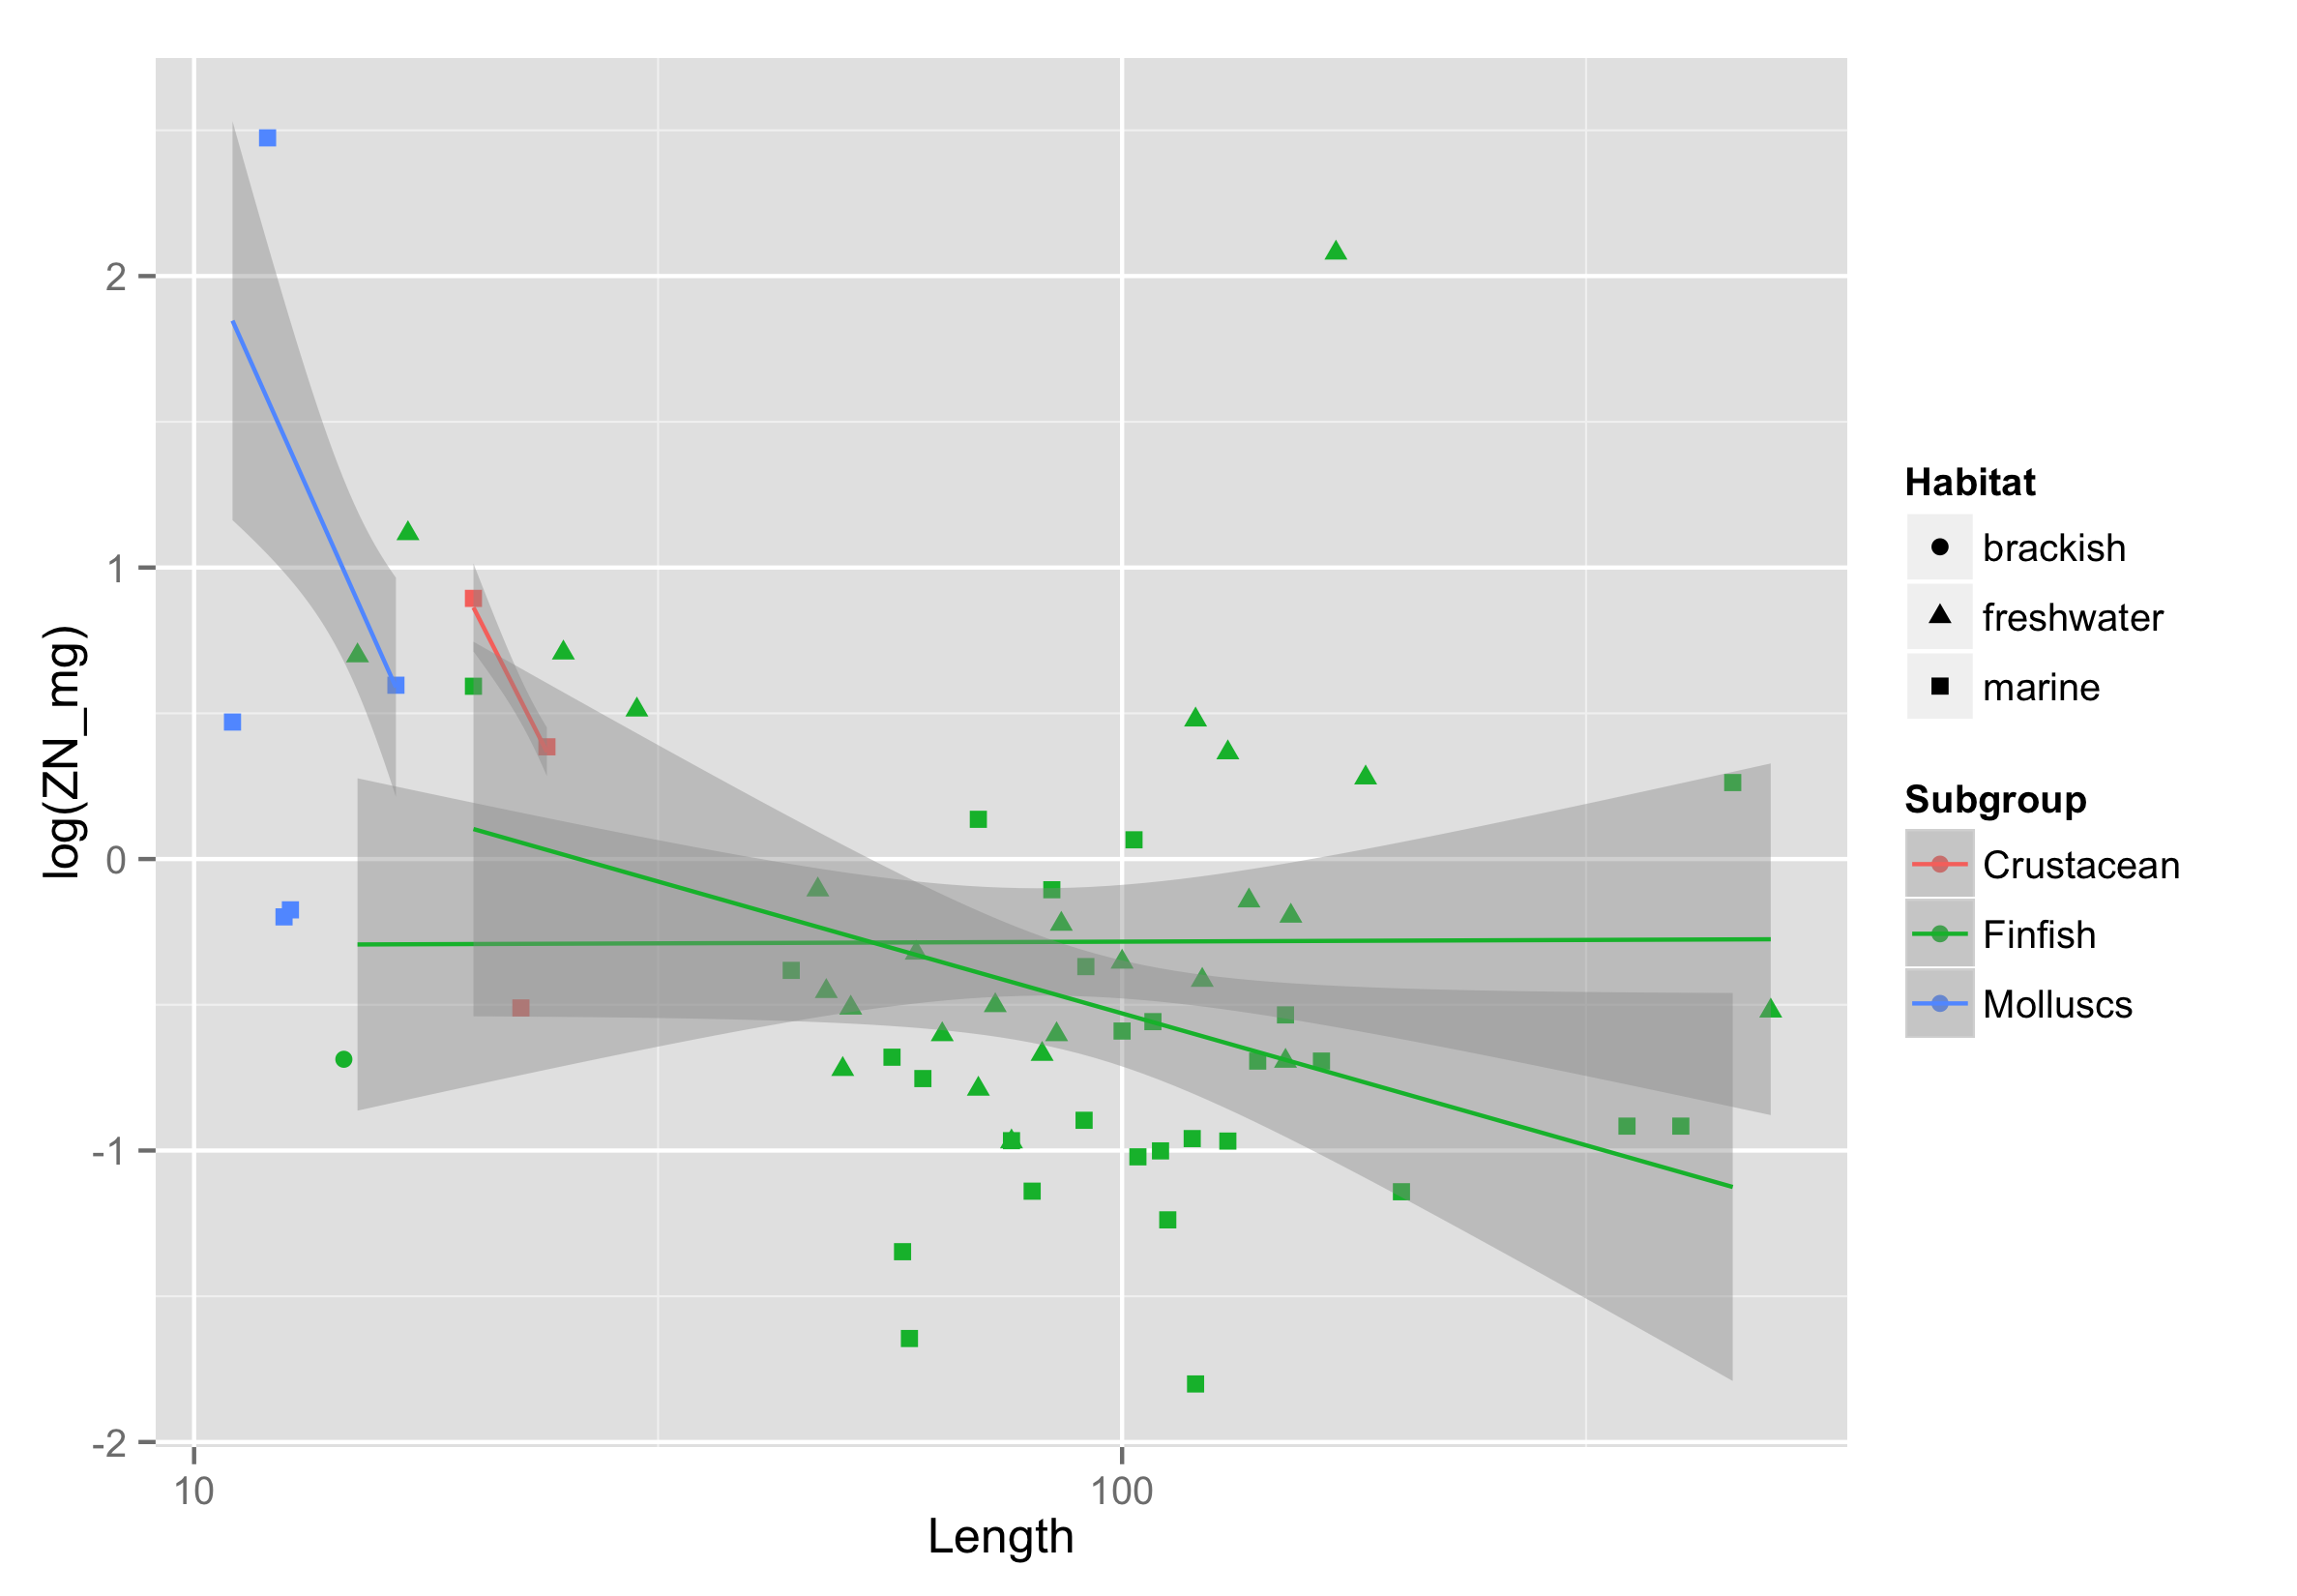 log(ZN_mg)
2
1
0
-1
-2
10
100
Length
Habitat
brackish
freshwater
marine
Subgroup
Crustacean
Finfish
Molluscs